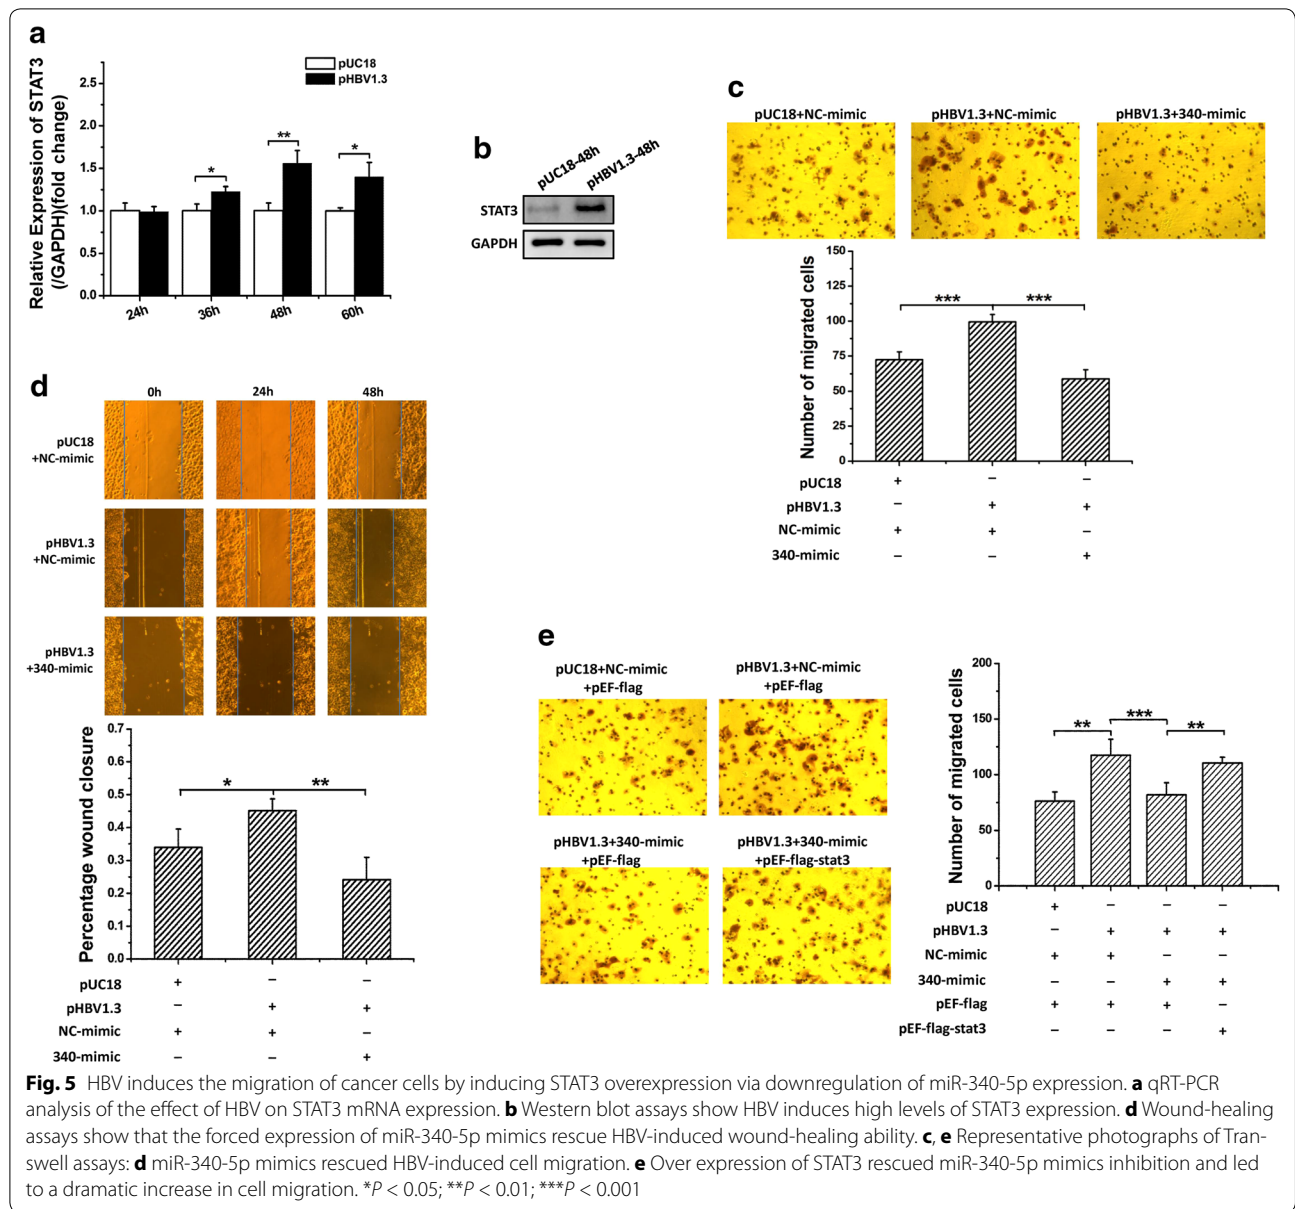 a
pUC18
pHBV1.3
Relative Expression of STAT3
(/GAPDH)(fold change)
2.5
2.0
1.5
1.0
0.5
0.0
*
**
*
24h
36h
48h
60h
b
pUC18-48h
pHBV1.3-48h
STAT3
GAPDH
c
pUC18+NC-mimic
pHBV1.3+NC-mimic
pHBV1.3+340-mimic
Number of migrated cells
150
125
100
75
50
25
0
***
***
pUC18 + – –
pHBV1.3 – + +
NC-mimic + + –
340-mimic – – +
d
0h
24h
48h
pUC18
+NC-mimic
pHBV1.3
+NC-mimic
pHBV1.3
+340-mimic
Percentage wound closure
0.7
0.6
0.5
0.4
0.3
0.2
0.1
0.0
*
**
pUC18 + – –
pHBV1.3 – + +
NC-mimic + + –
340-mimic – – +
e
pUC18+NC-mimic
+pEF-flag
pHBV1.3+NC-mimic
+pEF-flag
pHBV1.3+340-mimic
+pEF-flag
pHBV1.3+340-mimic
+pEF-flag-stat3
Number of migrated cells
200
150
100
50
0
**
***
**
pUC18 + – – –
pHBV1.3 – + + +
NC-mimic + + – –
340-mimic – – + +
pEF-flag + + + –
pEF-flag-stat3 – – – +
Fig. 5 HBV induces the migration of cancer cells by inducing STAT3 overexpression via downregulation of miR-340-5p expression. a qRT-PCR
analysis of the effect of HBV on STAT3 mRNA expression. b Western blot assays show HBV induces high levels of STAT3 expression. d Wound-healing
assays show that the forced expression of miR-340-5p mimics rescue HBV-induced wound-healing ability. c, e Representative photographs of Tran-
swell assays: d miR-340-5p mimics rescued HBV-induced cell migration. e Over expression of STAT3 rescued miR-340-5p mimics inhibition and led
to a dramatic increase in cell migration. *P < 0.05; **P < 0.01; ***P < 0.001